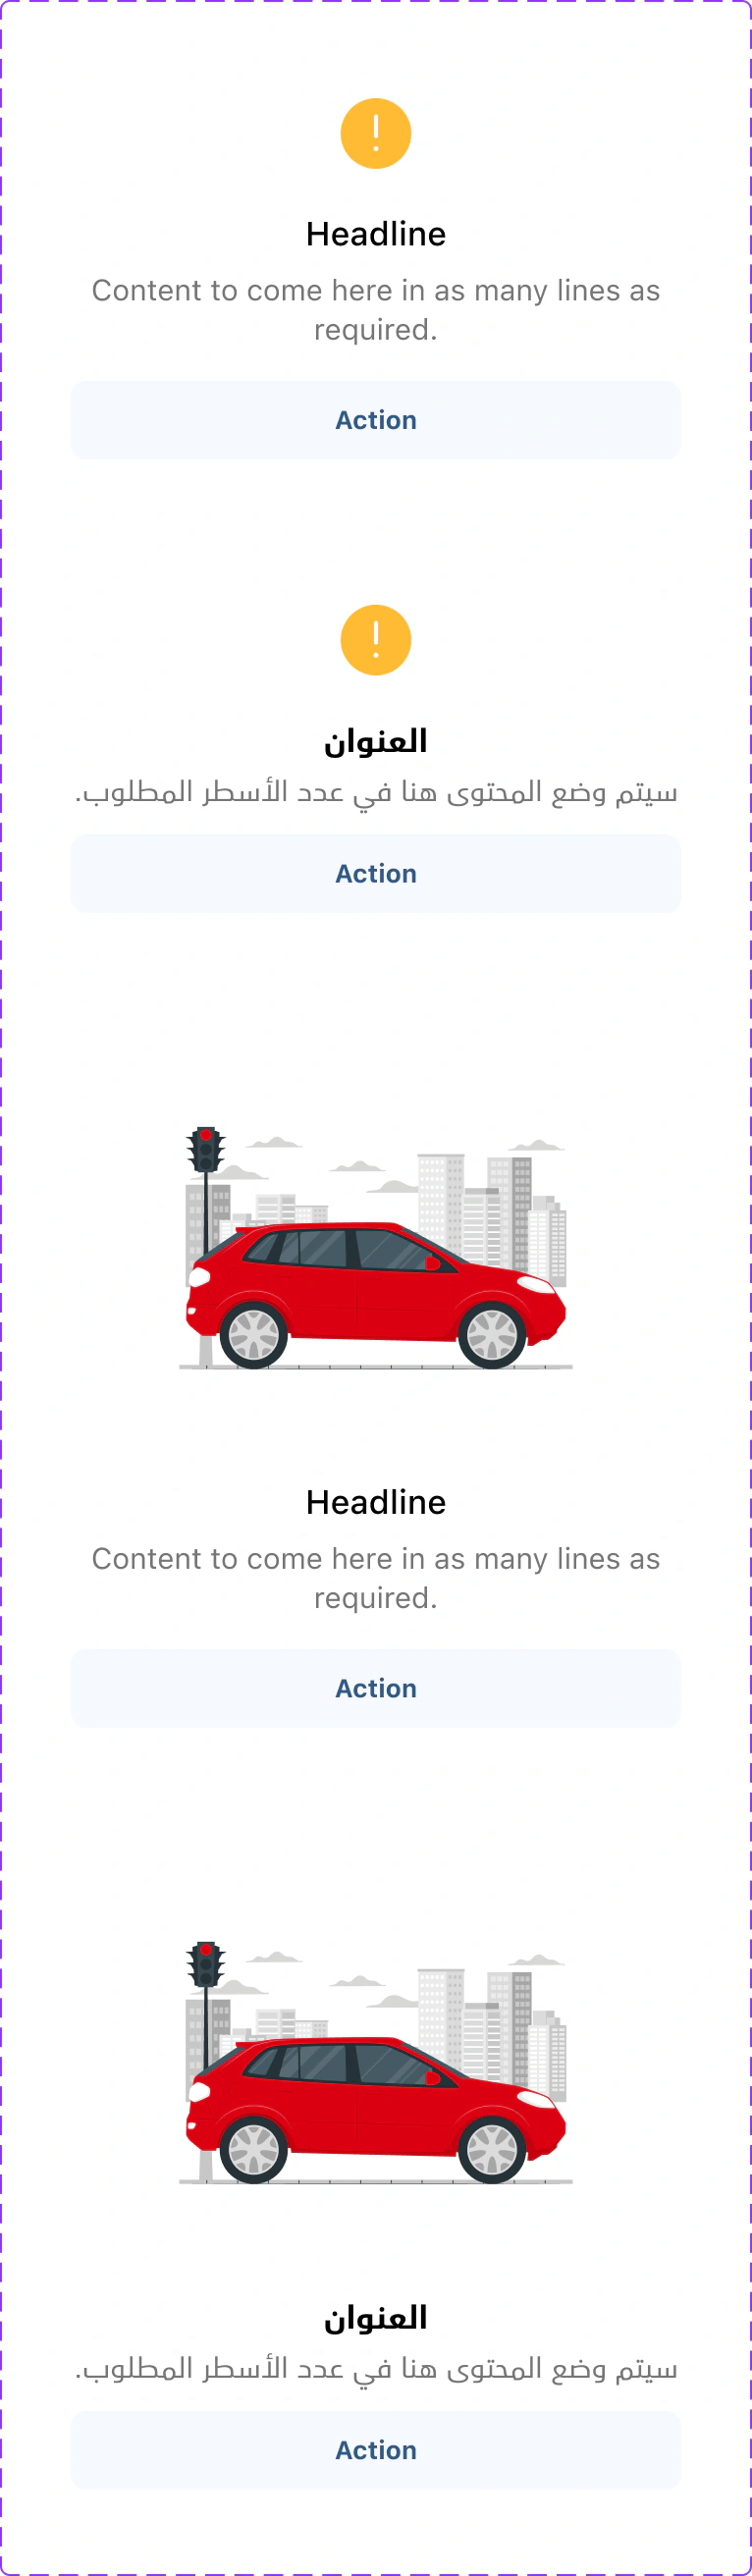 Headline
Content to come here in as many lines as
required.
Action
العنوان
سيتم وضع المحتوى هنا في عدد الأسطر المطلوب.
Action
Headline
Content to come here in as many lines as
required.
Action
العنوان
سيتم وضع المحتوى هنا في عدد الأسطر المطلوب.
Action